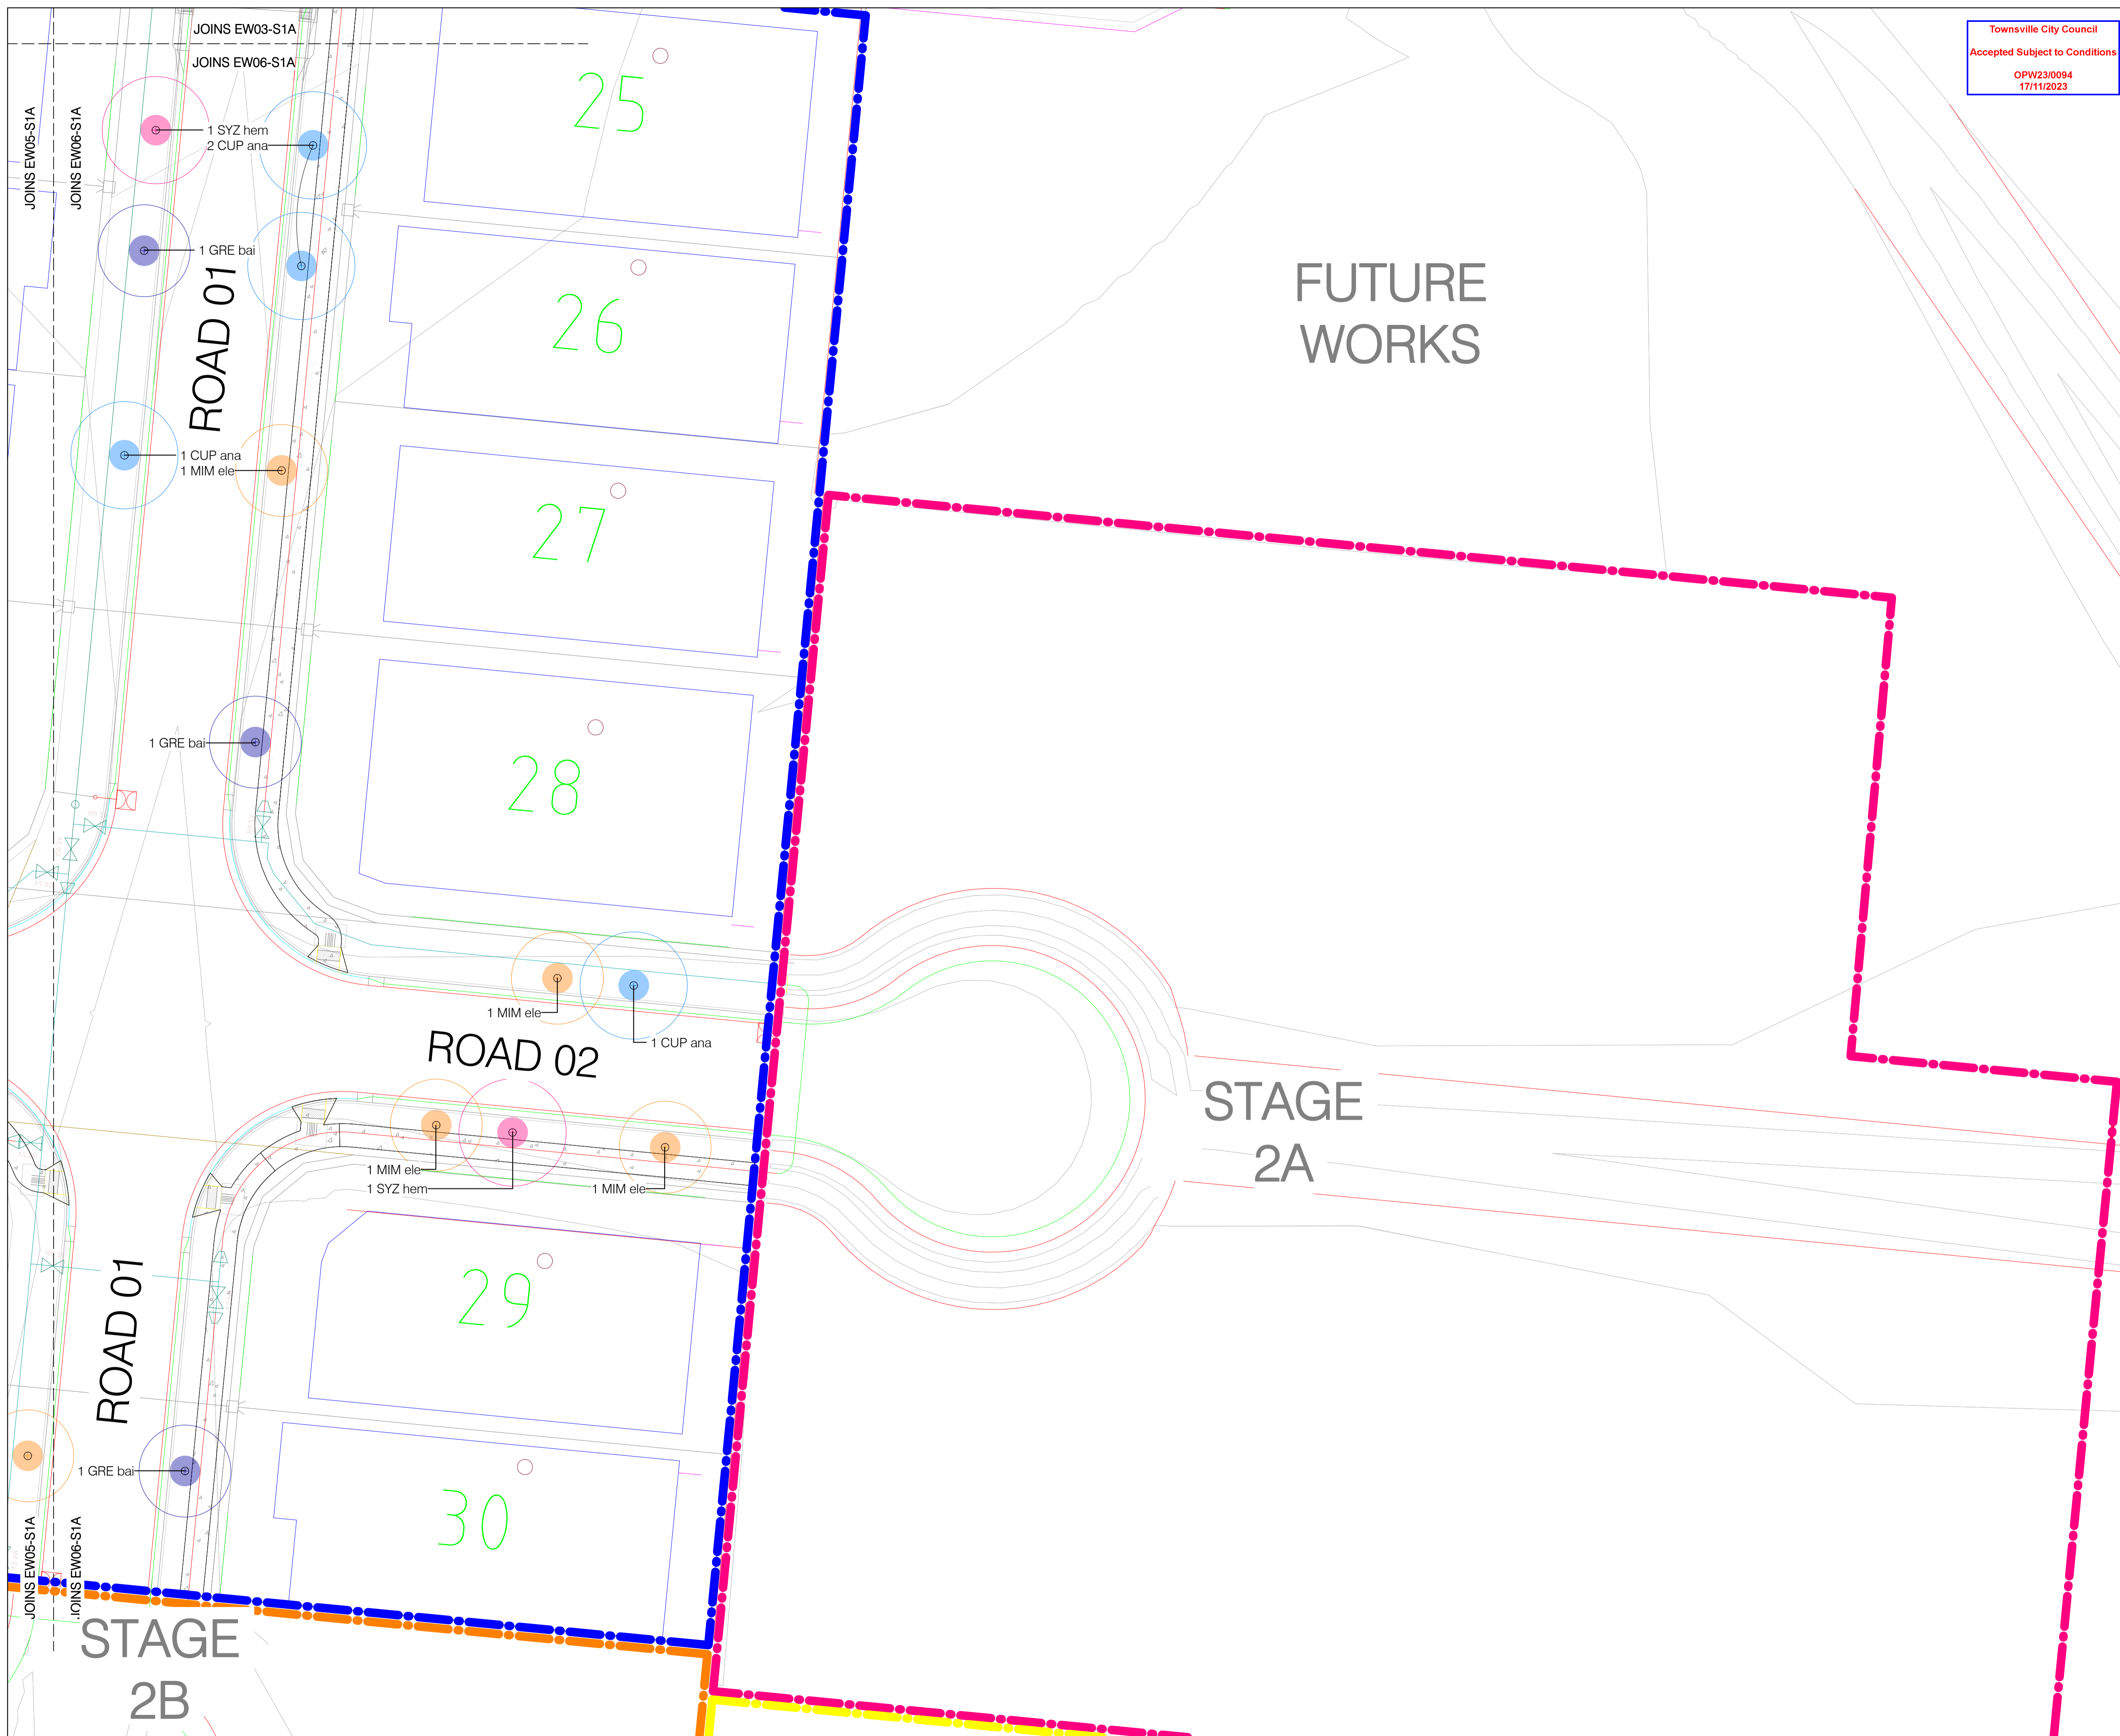 JOINS EW03-S1A
JOINS EW06-S1A
Townsville City Council
Accepted Subject to Conditions
OPW23/0094
17/11/2023
JOINS EW05-S1A
JOINS EW06-S1A
25
1 SYZ hem
2 CUP ana
1 GRE bai
ROAD 01
26
FUTURE
WORKS
1 CUP ana
1 MIM ele
27
1 GRE bai
28
1 MIM ele
1 CUP ana
ROAD 02
STAGE
2A
1 MIM ele
1 SYZ hem
1 MIM ele
29
ROAD 01
1 GRE bai
30
JOINS EW05-S1A
JOINS EW06-S1A
STAGE
2B